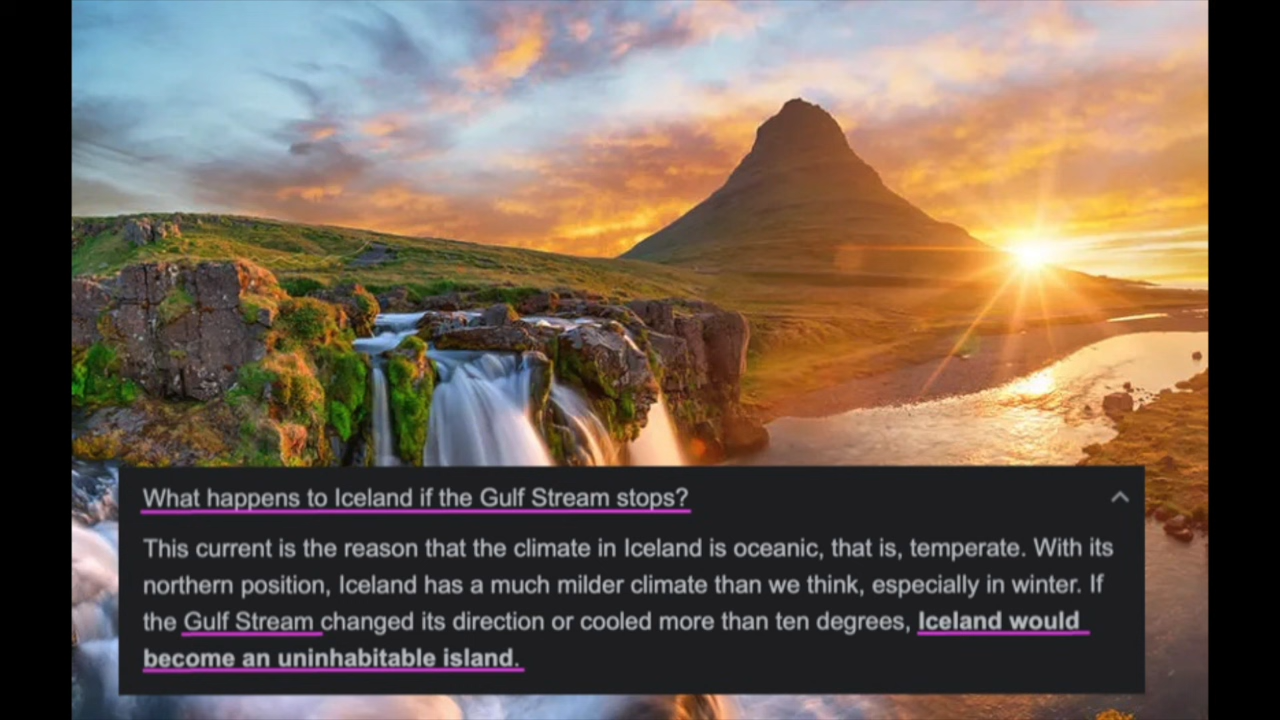 What happens to Iceland if the Gulf Stream stops?
This current is the reason that the climate in Iceland is oceanic, that is, temperate. With its
northern position, Iceland has a much milder climate than we think, especially in winter. If
the Gulf Stream changed its direction or cooled more than ten degrees, Iceland would
become an uninhabitable island.